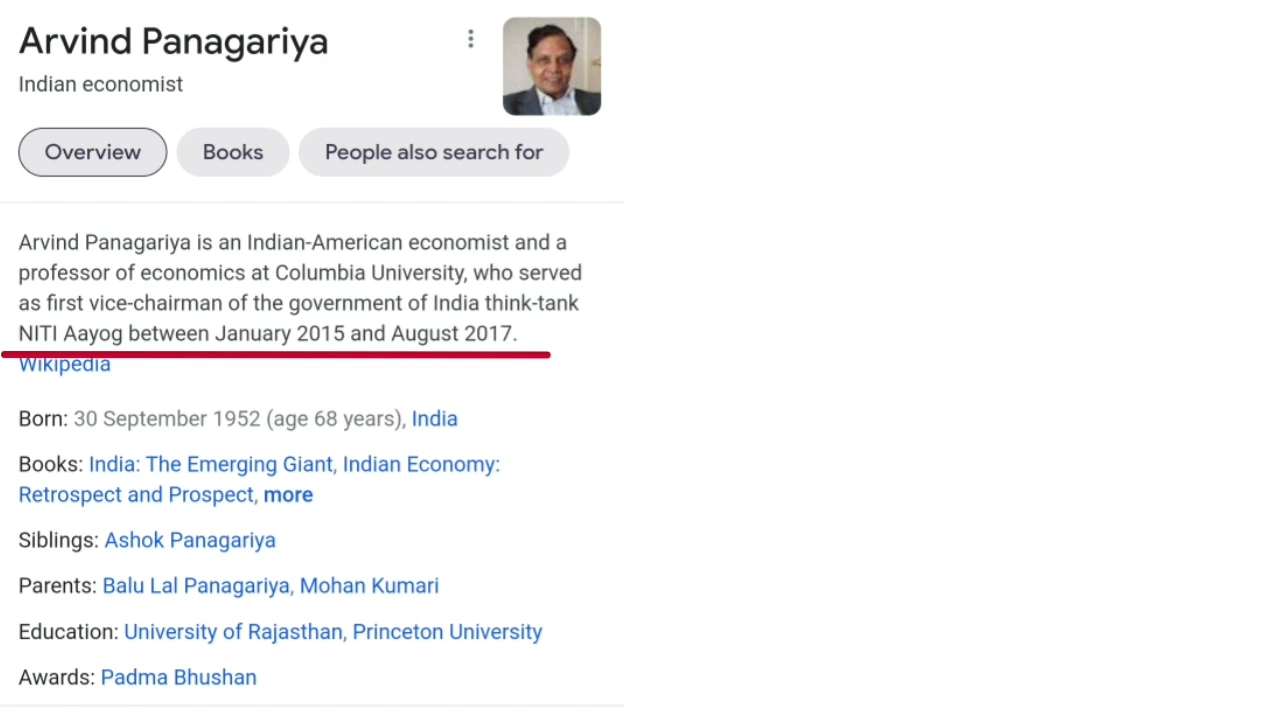 Arvind Panagariya
Indian economist
Overview Books People also search for
Arvind Panagariya is an Indian-American economist and a
professor of economics at Columbia University, who served
as first vice-chairman of the government of India think-tank
NITI Aayog between January 2015 and August 2017.
Wikipedia
Born: 30 September 1952 (age 68 years), India
Books: India: The Emerging Giant, Indian Economy:
Retrospect and Prospect, more
Siblings: Ashok Panagariya
Parents: Balu Lal Panagariya, Mohan Kumari
Education: University of Rajasthan, Princeton University
Awards: Padma Bhushan